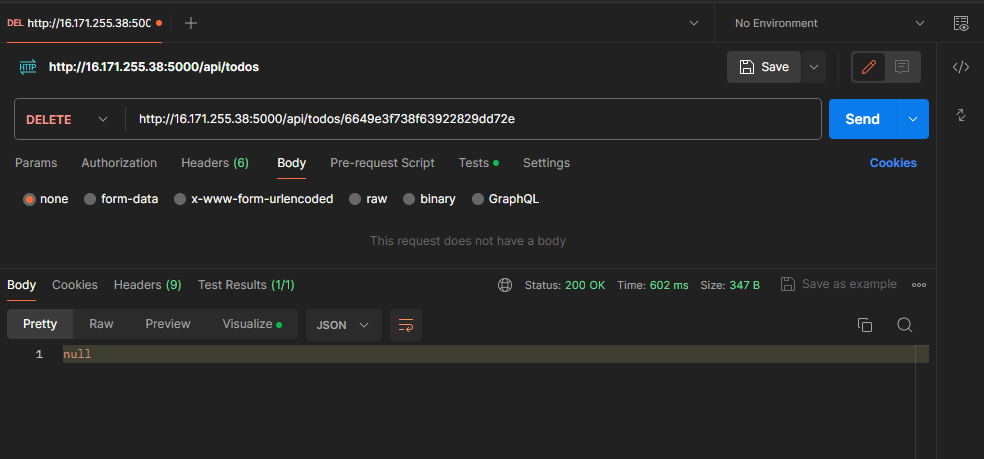 DEL http://16.171.255.38:500
No Environment
HTTP http://16.171.255.38:5000/api/todos
Save
DELETE http://16.171.255.38:5000/api/todos/6649e3f738f63922829dd72e
Send
Params Authorization Headers (6) Body Pre-request Script Tests Settings Cookies
none form-data x-www-form-urlencoded raw binary GraphQL
This request does not have a body
Body Cookies Headers (9) Test Results (1/1) Status: 200 OK Time: 602 ms Size: 347 B Save as example
Pretty Raw Preview Visualize JSON
1 null